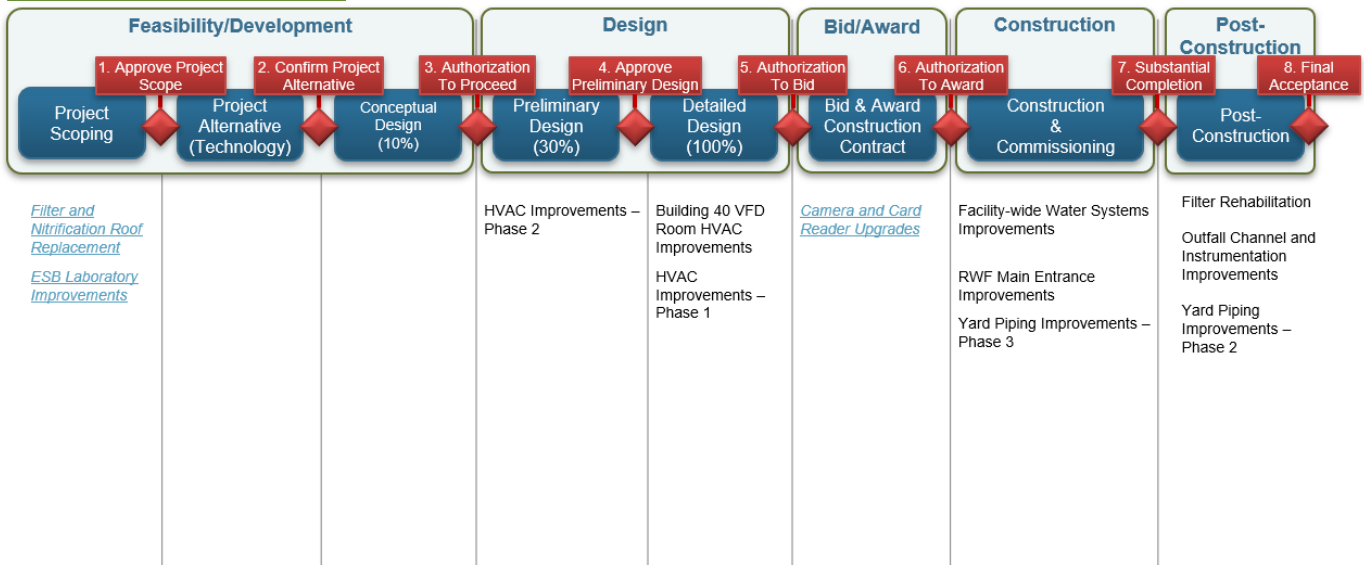 Feasibility/Development
Design
Bid/Award
Construction
Post-
Construction
1. Approve Project
Scope
2. Confirm Project
Alternative
3. Authorization
To Proceed
4. Approve
Preliminary Design
5. Authorization
To Bid
6. Authorization
To Award
7. Substantial
Completion
8. Final
Acceptance
Project
Scoping
Project
Alternative
(Technology)
Conceptual
Design
(10%)
Preliminary
Design
(30%)
Detailed
Design
(100%)
Bid & Award
Construction
Contract
Construction
&
Commissioning
Post-
Construction
Filter and
Nitrification Roof
Replacement
ESB Laboratory
Improvements
HVAC Improvements –
Phase 2
Building 40 VFD
Room HVAC
Improvements
HVAC
Improvements –
Phase 1
Camera and Card
Reader Upgrades
Facility-wide Water Systems
Improvements
RWF Main Entrance
Improvements
Yard Piping Improvements –
Phase 3
Filter Rehabilitation
Outfall Channel and
Instrumentation
Improvements
Yard Piping
Improvements –
Phase 2